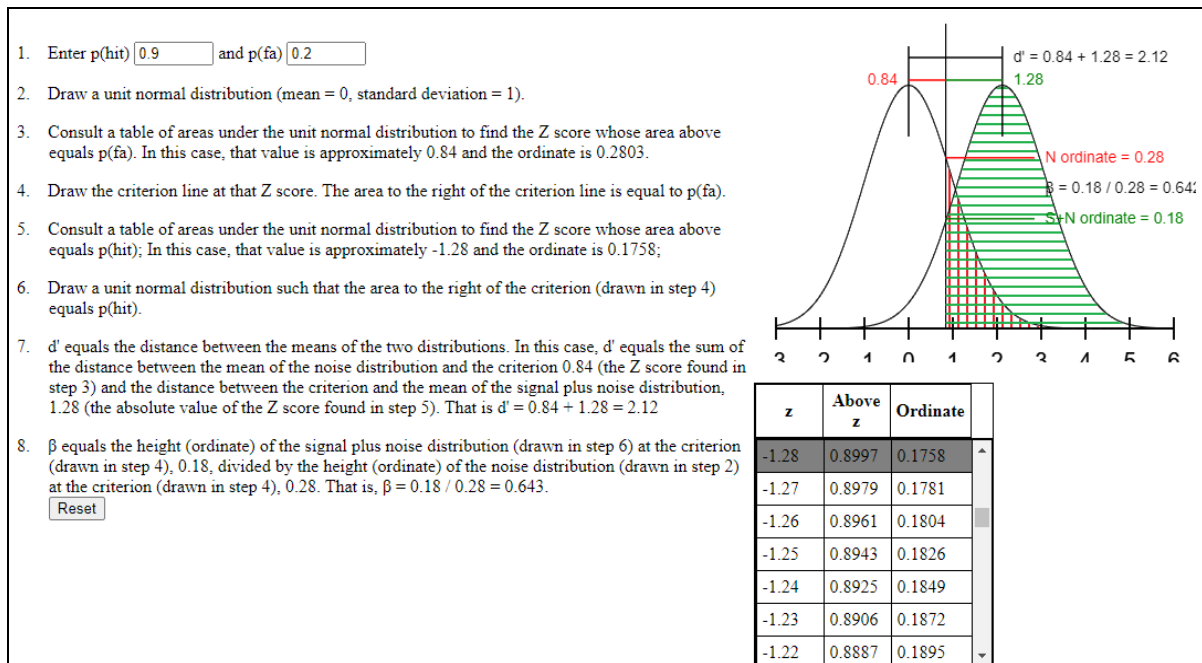 1. Enter p(hit) 0.9 and p(fa) 0.2
2. Draw a unit normal distribution (mean = 0, standard deviation = 1).
3. Consult a table of areas under the unit normal distribution to find the Z score whose area above
equals p(fa). In this case, that value is approximately 0.84 and the ordinate is 0.2803.
4. Draw the criterion line at that Z score. The area to the right of the criterion line is equal to p(fa).
5. Consult a table of areas under the unit normal distribution to find the Z score whose area above
equals p(hit); In this case, that value is approximately -1.28 and the ordinate is 0.1758;
6. Draw a unit normal distribution such that the area to the right of the criterion (drawn in step 4)
equals p(hit).
7. d' equals the distance between the means of the two distributions. In this case, d' equals the sum of
the distance between the mean of the noise distribution and the criterion 0.84 (the Z score found in
step 3) and the distance between the criterion and the mean of the signal plus noise distribution,
1.28 (the absolute value of the Z score found in step 5). That is d' = 0.84 + 1.28 = 2.12
8. β equals the height (ordinate) of the signal plus noise distribution (drawn in step 6) at the criterion
(drawn in step 4), 0.18, divided by the height (ordinate) of the noise distribution (drawn in step 2)
at the criterion (drawn in step 4), 0.28. That is, β = 0.18 / 0.28 = 0.643.
Reset
d' = 0.84 + 1.28 = 2.12
0.84 1.28
N ordinate = 0.28
β = 0.18 / 0.28 = 0.642
S+N ordinate = 0.18
3 2 1 0 1 2 3 4 5 6
z Above z Ordinate
-1.28 0.8997 0.1758
-1.27 0.8979 0.1781
-1.26 0.8961 0.1804
-1.25 0.8943 0.1826
-1.24 0.8925 0.1849
-1.23 0.8906 0.1872
-1.22 0.8887 0.1895